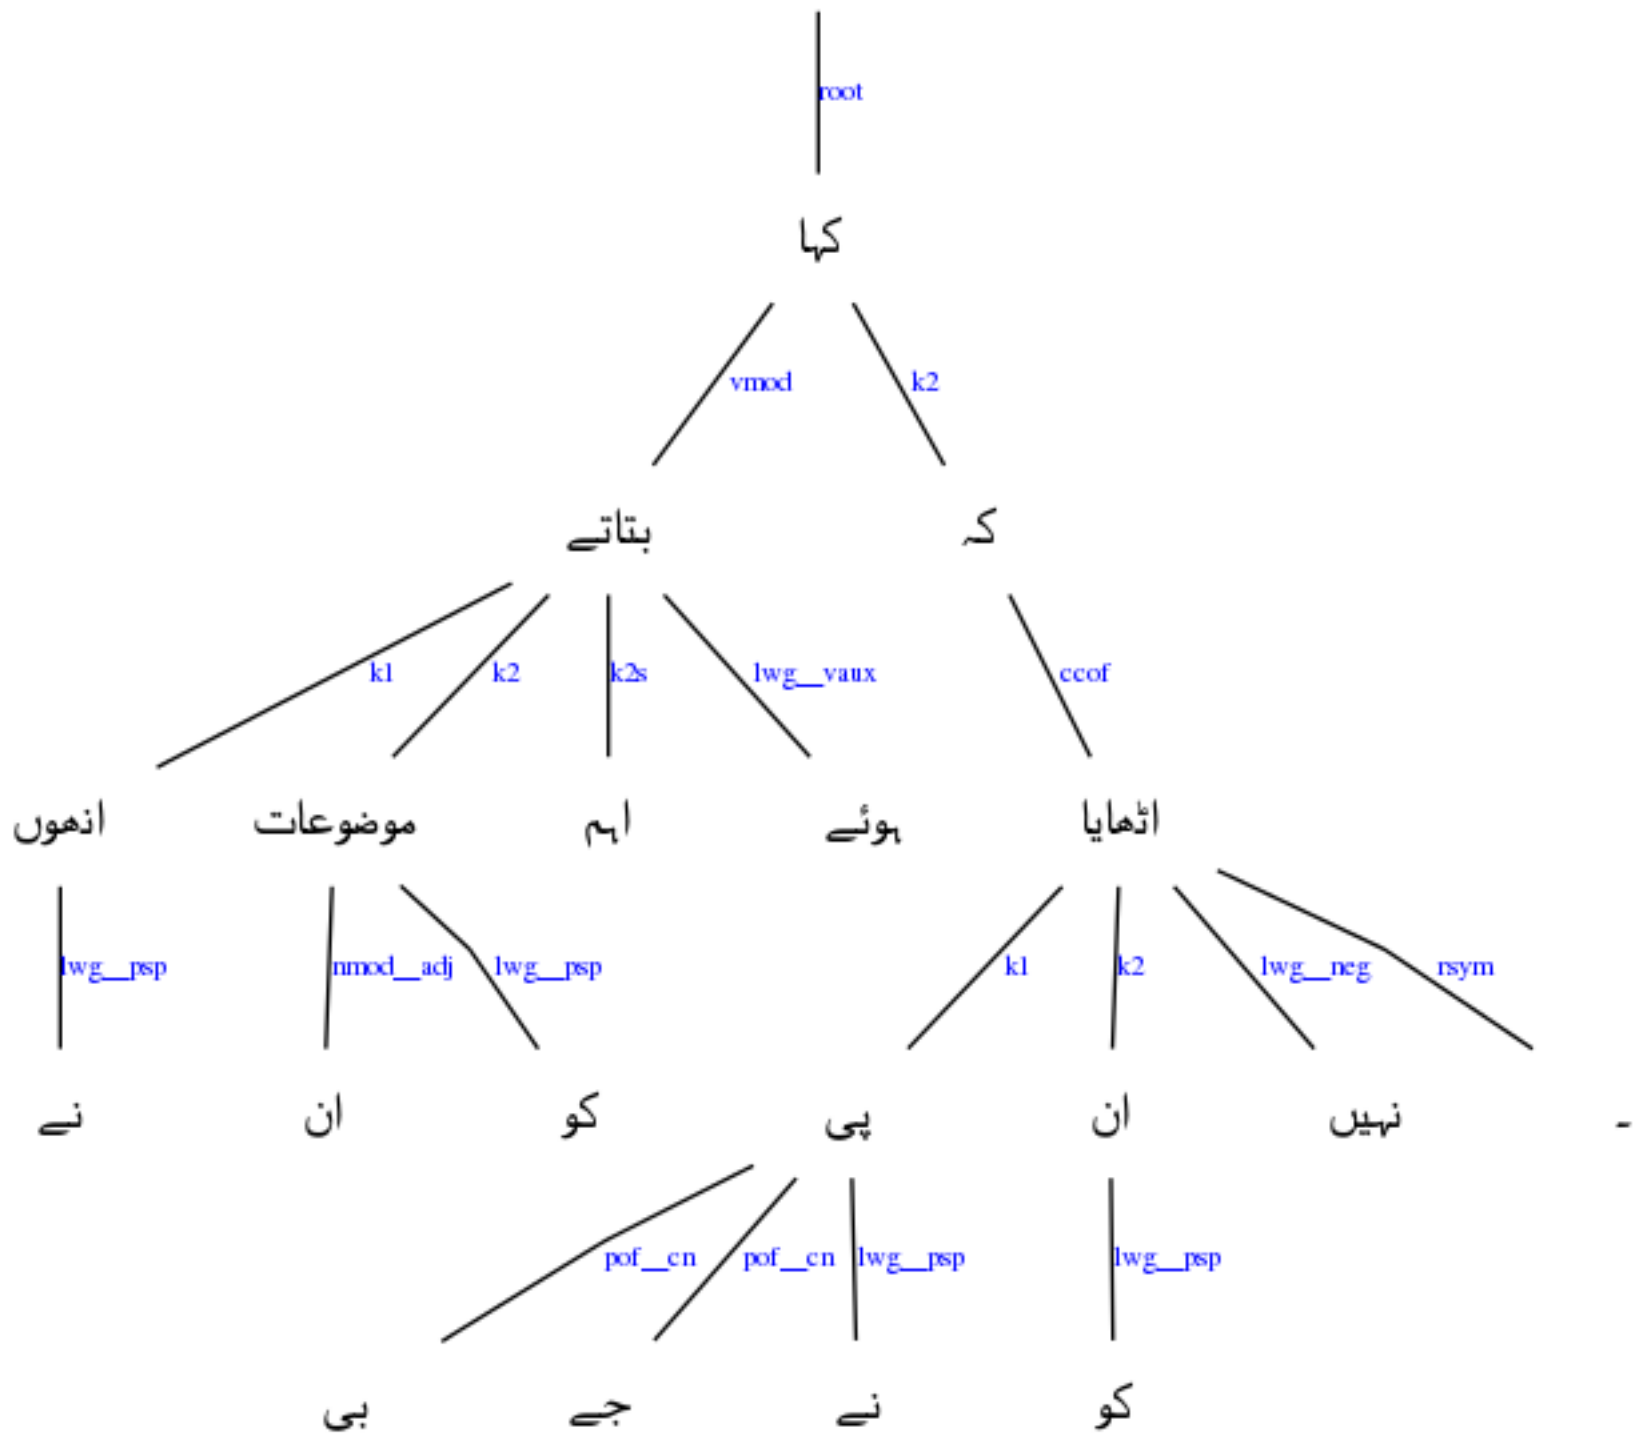 root
کہا
vmod k2
بتاتے کہ
k1 k2 k2s lwg__vaux ccof
انھوں موضوعات اہم ہوئے اٹھایا
lwg__psp nmod__adj lwg__psp k1 k2 lwg__neg rsym
نے ان کو پی ان نہیں ۔
pof__cn pof__cn lwg__psp lwg__psp
بی جے نے کو